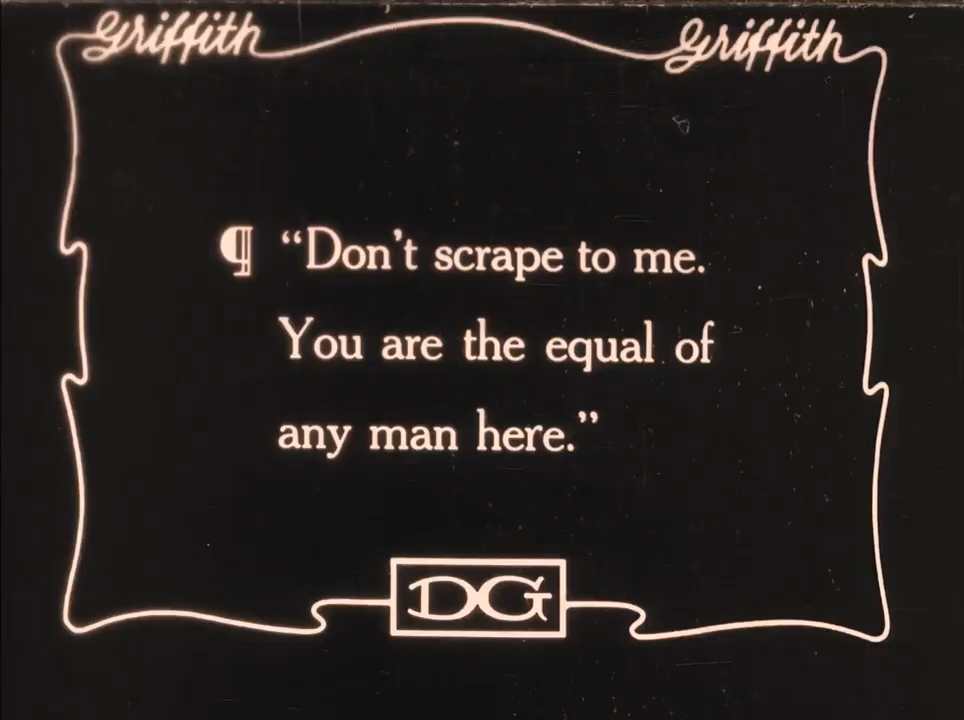 Griffith Griffith
¶ “Don't scrape to me.
You are the equal of
any man here.”
DG